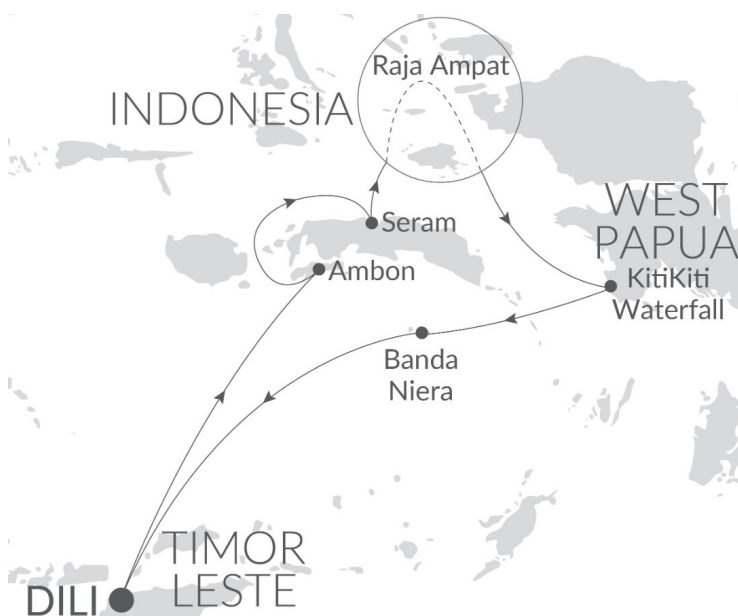 Raja Ampat
INDONESIA
WEST
PAPUA
Seram
Ambon
KitiKiti
Waterfall
Banda
Niera
TIMOR
LESTE
DILI